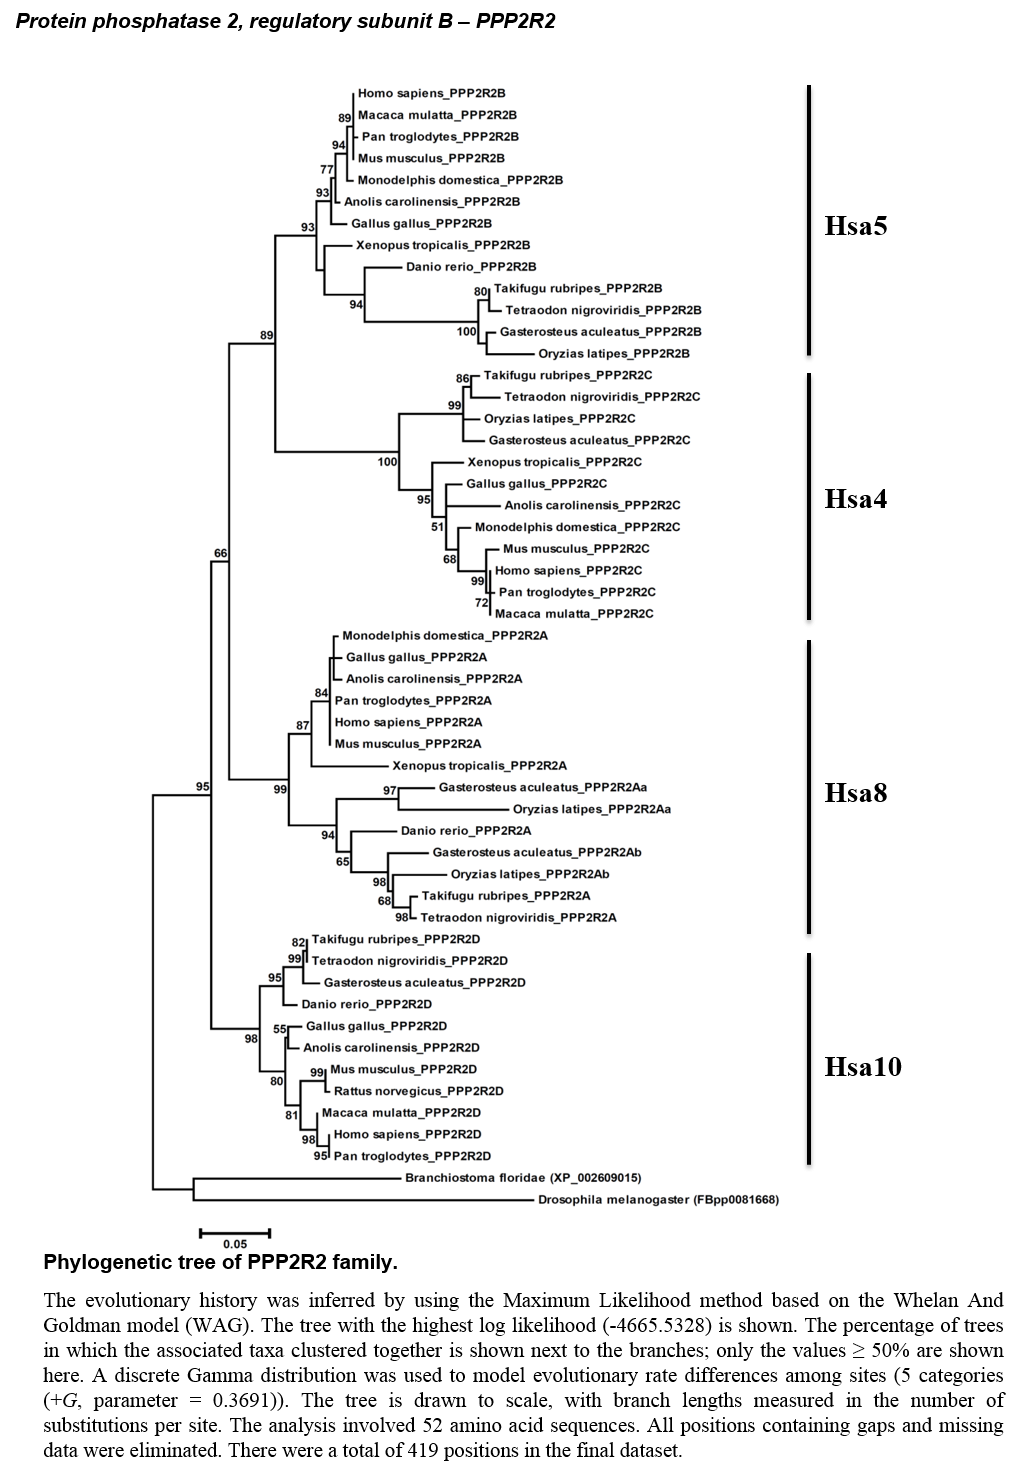 Protein phosphatase 2, regulatory subunit B – PPP2R2
Homo sapiens_PPP2R2B
89
Macaca mulatta_PPP2R2B
Pan troglodytes_PPP2R2B
94
Mus musculus_PPP2R2B
77
Monodelphis domestica_PPP2R2B
93
Anolis carolinensis_PPP2R2B
93
Gallus gallus_PPP2R2B
Hsa5
Xenopus tropicalis_PPP2R2B
Danio rerio_PPP2R2B
94
80
Takifugu rubripes_PPP2R2B
Tetraodon nigroviridis_PPP2R2B
100
Gasterosteus aculeatus_PPP2R2B
89
Oryzias latipes_PPP2R2B
86
Takifugu rubripes_PPP2R2C
Tetraodon nigroviridis_PPP2R2C
99
Oryzias latipes_PPP2R2C
Gasterosteus aculeatus_PPP2R2C
100
Xenopus tropicalis_PPP2R2C
Gallus gallus_PPP2R2C
95
Anolis carolinensis_PPP2R2C
Hsa4
51
Monodelphis domestica_PPP2R2C
Mus musculus_PPP2R2C
66
68
Homo sapiens_PPP2R2C
99
Pan troglodytes_PPP2R2C
72
Macaca mulatta_PPP2R2C
Monodelphis domestica_PPP2R2A
Gallus gallus_PPP2R2A
Anolis carolinensis_PPP2R2A
84
Pan troglodytes_PPP2R2A
87
Homo sapiens_PPP2R2A
Mus musculus_PPP2R2A
Xenopus tropicalis_PPP2R2A
95
99
97
Gasterosteus aculeatus_PPP2R2Aa
Hsa8
Oryzias latipes_PPP2R2Aa
94
Danio rerio_PPP2R2A
65
Gasterosteus aculeatus_PPP2R2Ab
98
Oryzias latipes_PPP2R2Ab
68
Takifugu rubripes_PPP2R2A
98
Tetraodon nigroviridis_PPP2R2A
82
Takifugu rubripes_PPP2R2D
99
Tetraodon nigroviridis_PPP2R2D
95
Gasterosteus aculeatus_PPP2R2D
Danio rerio_PPP2R2D
55
Gallus gallus_PPP2R2D
98
Anolis carolinensis_PPP2R2D
Hsa10
80
99
Mus musculus_PPP2R2D
Rattus norvegicus_PPP2R2D
81
Macaca mulatta_PPP2R2D
98
Homo sapiens_PPP2R2D
95
Pan troglodytes_PPP2R2D
Branchiostoma floridae (XP_002609015)
Drosophila melanogaster (FBpp0081668)
0.05
Phylogenetic tree of PPP2R2 family.
The evolutionary history was inferred by using the Maximum Likelihood method based on the Whelan And
Goldman model (WAG). The tree with the highest log likelihood (-4665.5328) is shown. The percentage of trees
in which the associated taxa clustered together is shown next to the branches; only the values ≥ 50% are shown
here. A discrete Gamma distribution was used to model evolutionary rate differences among sites (5 categories
(+G, parameter = 0.3691)). The tree is drawn to scale, with branch lengths measured in the number of
substitutions per site. The analysis involved 52 amino acid sequences. All positions containing gaps and missing
data were eliminated. There were a total of 419 positions in the final dataset.